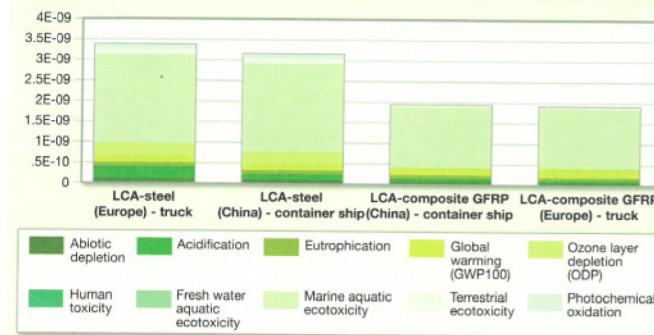 4E-09
3.5E-09
3E-09
2.5E-09
2E-09
1.5E-09
1E-09
.5E-10
0
LCA-steel
(Europe) - truck
LCA-steel
(China) - container ship
LCA-composite GFRP
(China) - container ship
LCA-composite GFRP
(Europe) - truck
Abiotic
depletion
Acidification
Eutrophication
Global
warming
(GWP100)
Ozone layer
depletion
(ODP)
Human
toxicity
Fresh water
aquatic
ecotoxicity
Marine aquatic
ecotoxicity
Terrestrial
ecotoxicity
Photochemical
oxidation